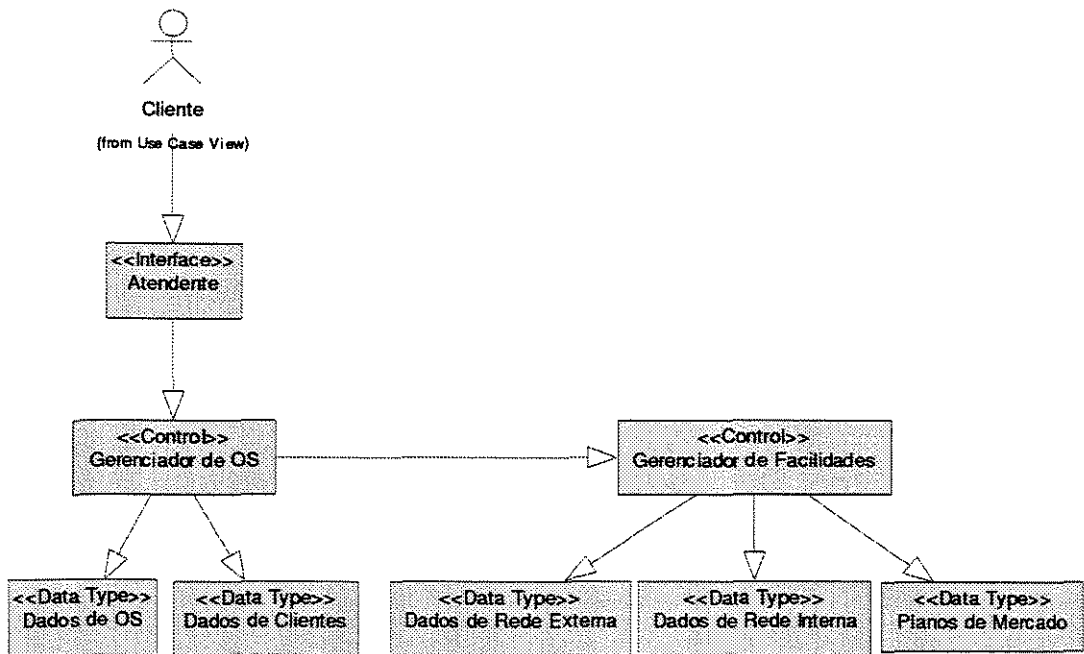 Cliente
(from Use Case View)
<<Interface>>
Atendente
<<Control>>
Gerenciador de OS
<<Control>>
Gerenciador de Facilidades
<<Data Type>>
Dados de OS
<<Data Type>>
Dados de Clientes
<<Data Type>>
Dados de Rede Externa
<<Data Type>>
Dados de Rede Interna
<<Data Type>>
Planos de Mercado